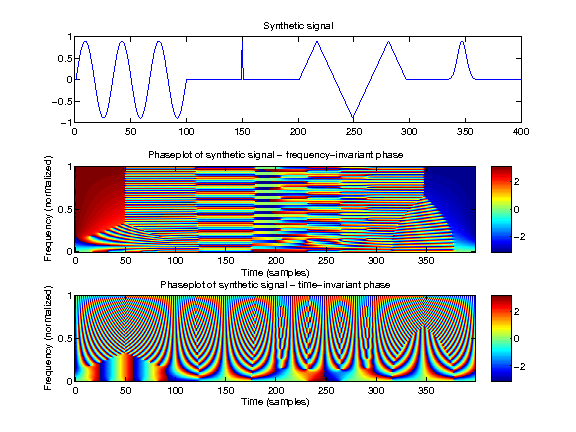 Synthetic signal
1
0.5
0
−0.5
−1
0 50 100 150 200 250 300 350 400
Phaseplot of synthetic signal − frequency−invariant phase
Frequency (normalized)
1
0.5
0
0 50 100 150 200 250 300 350
Time (samples)
2
0
−2
Phaseplot of synthetic signal − time−invariant phase
Frequency (normalized)
1
0.5
0
0 50 100 150 200 250 300 350
Time (samples)
2
0
−2